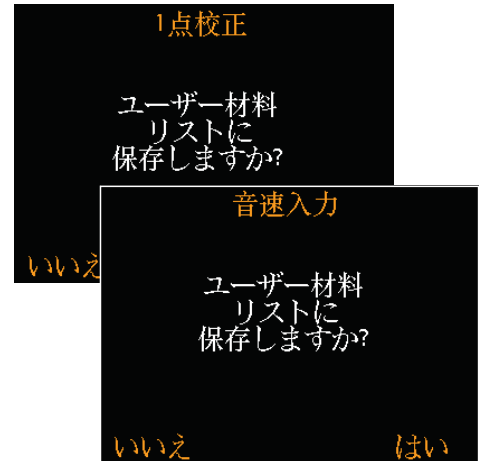 1点校正
ユーザー材料
リストに
保存しますか?
いいえ
音速入力
ユーザー材料
リストに
保存しますか?
いいえ はい